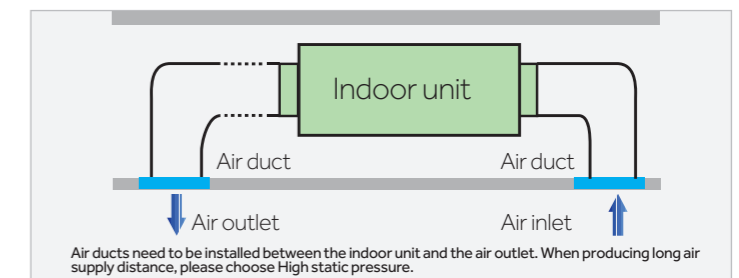 Indoor unit
Air duct
Air duct
Air outlet
Air inlet
Air ducts need to be installed between the indoor unit and the air outlet. When producing long air
supply distance, please choose High static pressure.